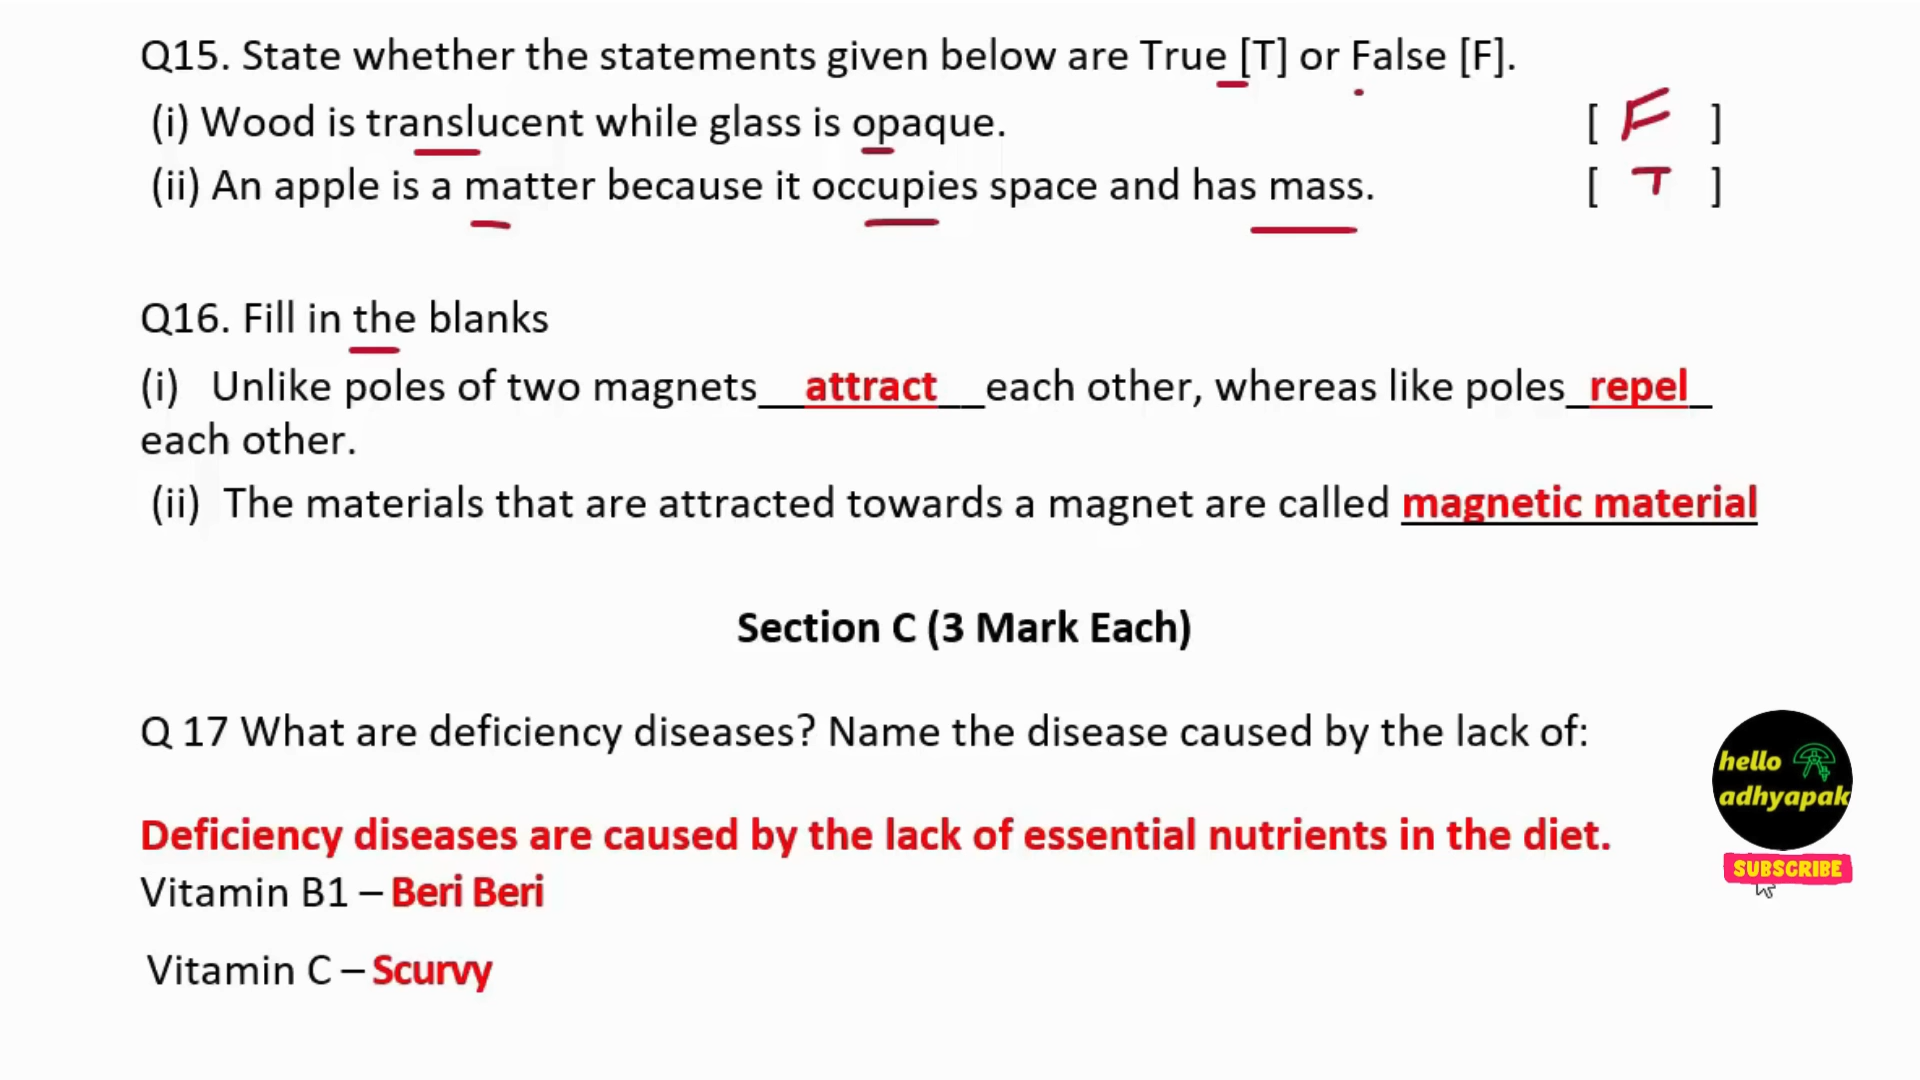 Q15. State whether the statements given below are True [T] or False [F].
(i) Wood is translucent while glass is opaque. [ F ]
(ii) An apple is a matter because it occupies space and has mass. [ T ]
Q16. Fill in the blanks
(i) Unlike poles of two magnets__attract__each other, whereas like poles_repel_
each other.
(ii) The materials that are attracted towards a magnet are called magnetic material
Section C (3 Mark Each)
Q 17 What are deficiency diseases? Name the disease caused by the lack of:
hello
adhyapak
Deficiency diseases are caused by the lack of essential nutrients in the diet.
SUBSCRIBE
Vitamin B1 – Beri Beri
Vitamin C – Scurvy